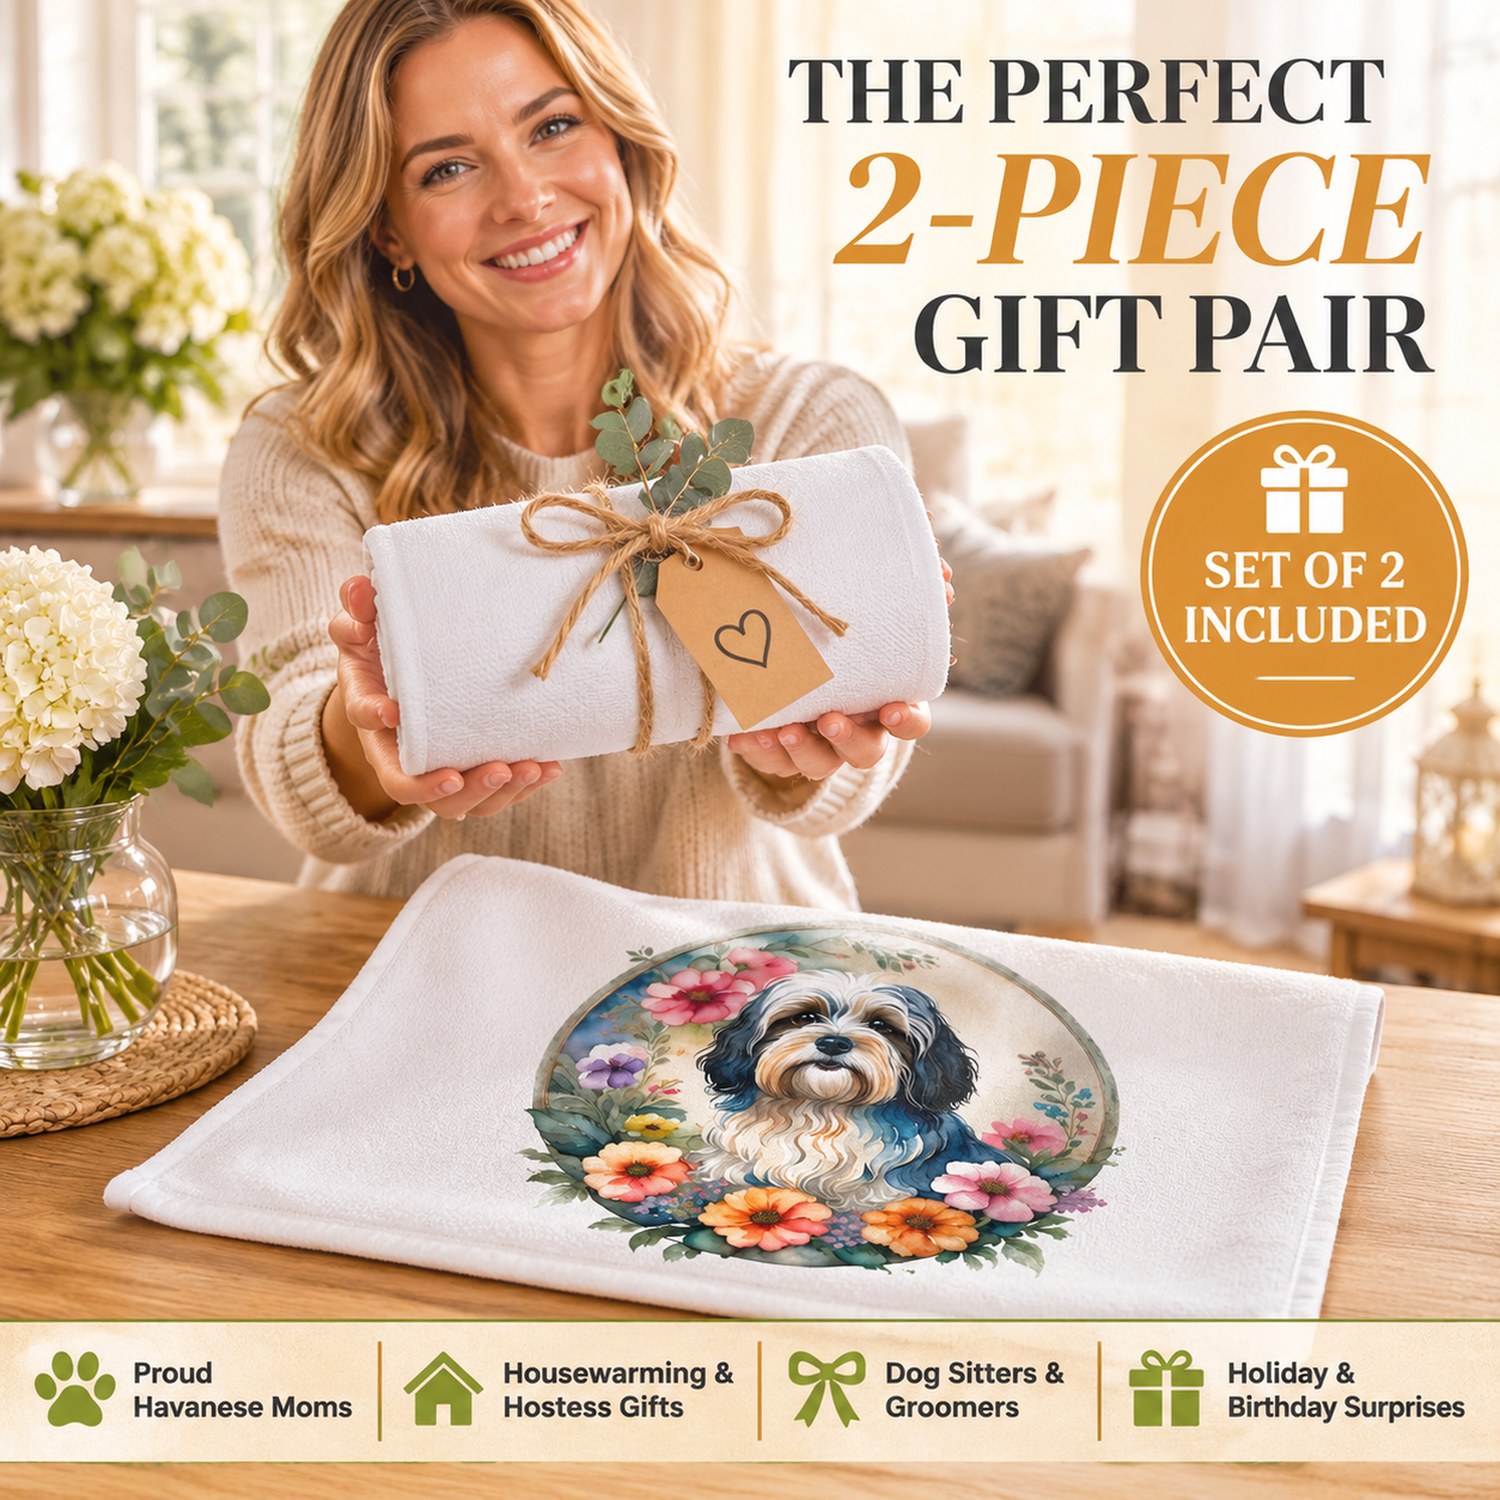 THE PERFECT
2-PIECE
GIFT PAIR
SET OF 2
INCLUDED
Proud
Havanese Moms
Housewarming &
Hostess Gifts
Dog Sitters &
Groomers
Holiday &
Birthday Surprises